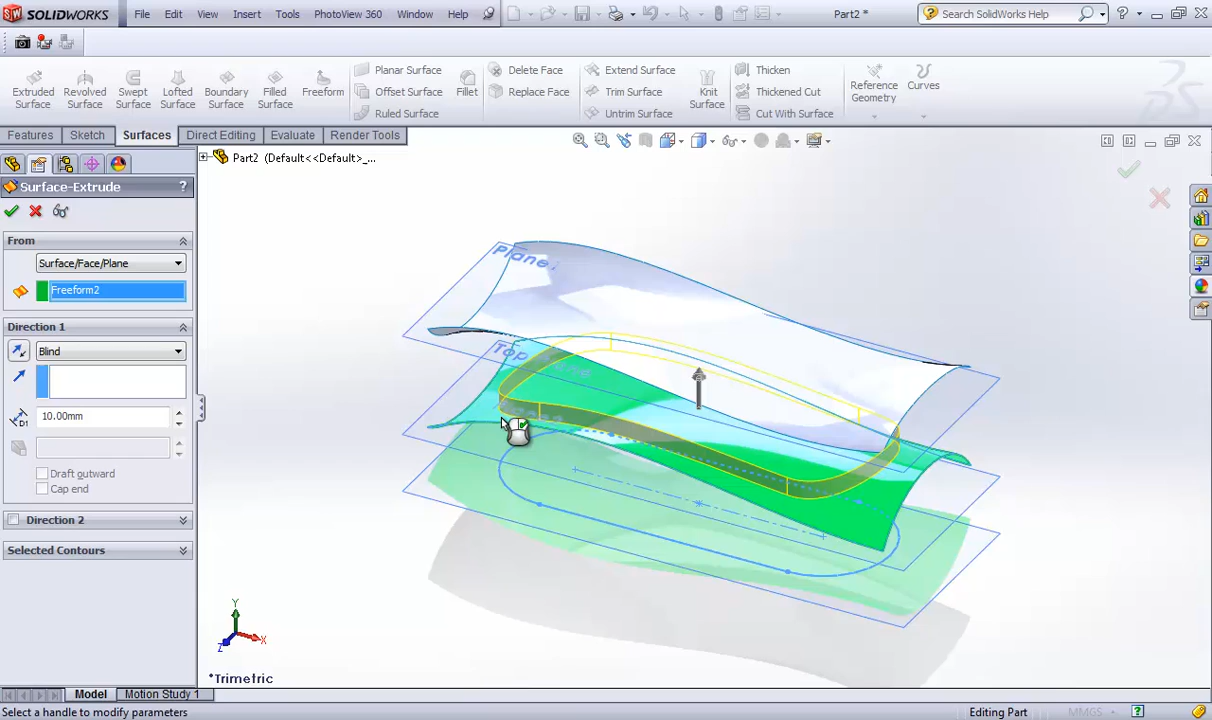 SOLIDWORKS File Edit View Insert Tools PhotoView 360 Window Help Part2 * Search SolidWorks Help
Extruded Surface Revolved Surface Swept Surface Lofted Surface Boundary Surface Filled Surface Freeform Planar Surface Offset Surface Ruled Surface Fillet Delete Face Replace Face Extend Surface Trim Surface Untrim Surface Knit Surface Thicken Thickened Cut Cut With Surface Reference Geometry Curves
Features Sketch Surfaces Direct Editing Evaluate Render Tools
Part2 (Default<<Default>_...
Surface-Extrude ?
From
Surface/Face/Plane
Freeform2
Direction 1
Blind
10.00mm
Draft outward
Cap end
Direction 2
Selected Contours
Top
Y
X
Z
*Trimetric
Model Motion Study 1
Select a handle to modify parameters Editing Part MMGS